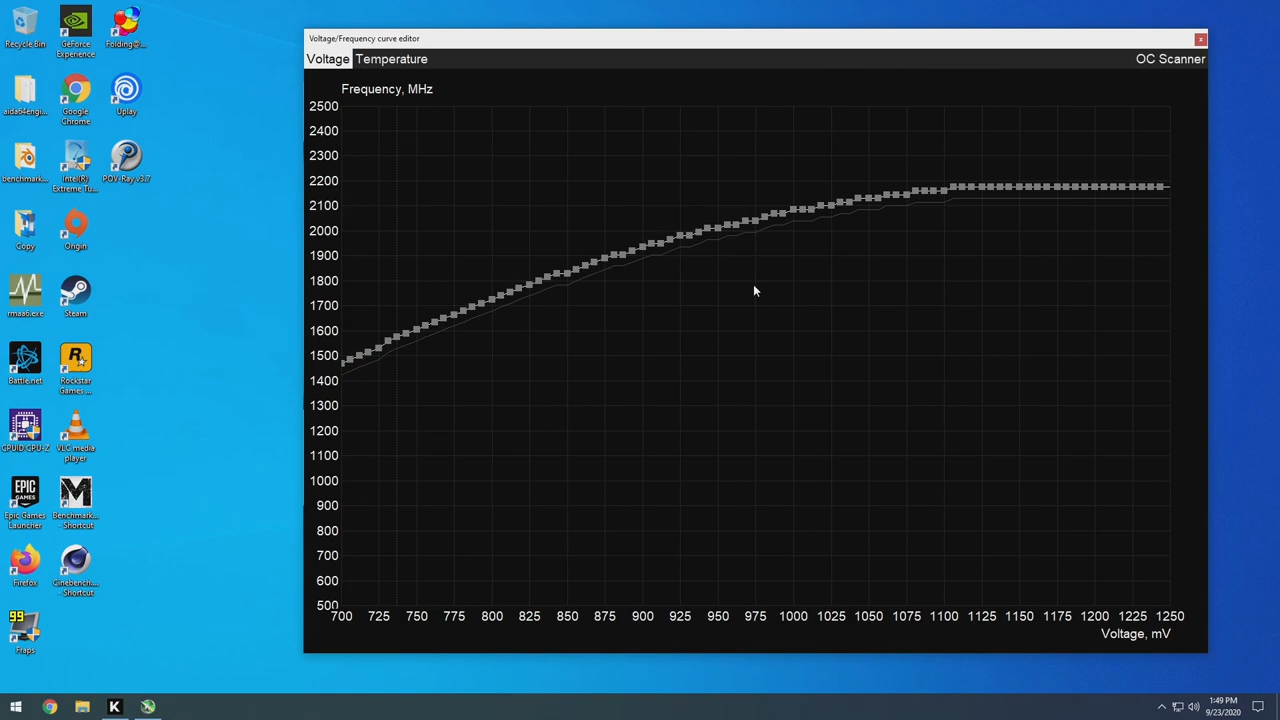 Recycle Bin
GeForce
Experience
Folding@...
aida64engi...
Google
Chrome
Uplay
benchmark...
Intel(R)
Extreme Tu...
POV-Ray v3.7
Copy
Origin
rmaa6.exe
Steam
Battle.net
Rockstar
Games ...
CPUID CPU-Z
VLC media
player
Epic Games
Launcher
Benchmark...
- Shortcut
Firefox
Cinebench...
- Shortcut
99
Fraps
EPIC
GAMES
Voltage/Frequency curve editor
x
Voltage Temperature OC Scanner
Frequency, MHz
2500
2400
2300
2200
2100
2000
1900
1800
1700
1600
1500
1400
1300
1200
1100
1000
900
800
700
600
500
700 725 750 775 800 825 850 875 900 925 950 975 1000 1025 1050 1075 1100 1125 1150 1175 1200 1225 1250
Voltage, mV
K
1:49 PM
9/23/2020